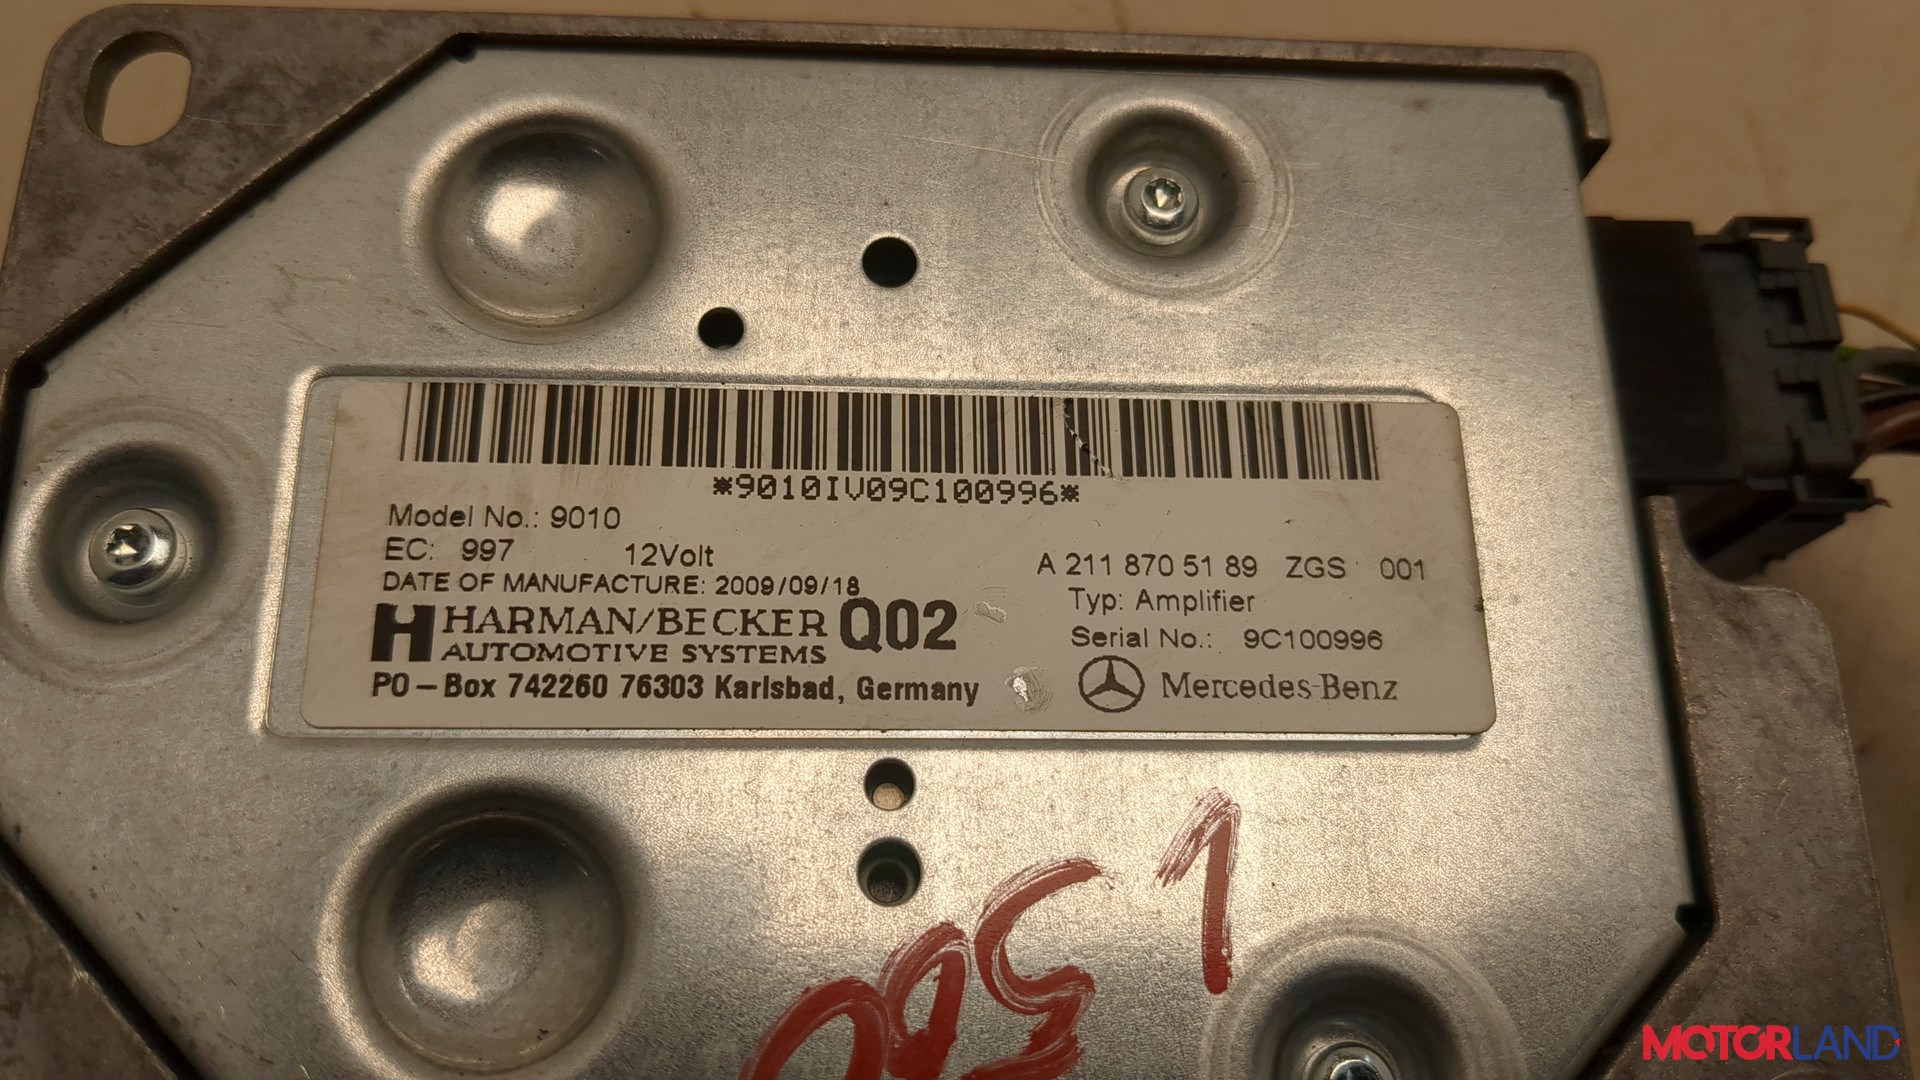 *9010IV09C100996*
Model No.: 9010
EC: 997 12Volt
DATE OF MANUFACTURE: 2009/09/18
HARMAN/BECKER Q02
AUTOMOTIVE SYSTEMS
PO-Box 742260 76303 Karlsbad, Germany
A 211 870 51 89 ZGS 001
Typ: Amplifier
Serial No.: 9C100996
Mercedes-Benz
MOTORLAND